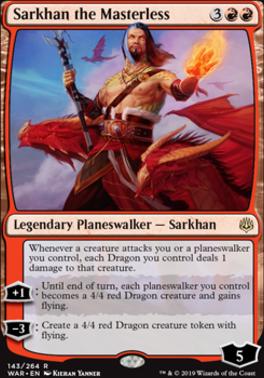 Sarkhan the Masterless 3
Legendary Planeswalker — Sarkhan
Whenever a creature attacks you or a planeswalker
you control, each Dragon you control deals 1
damage to that creature.
+1 : Until end of turn, each planeswalker you control
becomes a 4/4 red Dragon creature and gains
flying.
-3 : Create a 4/4 red Dragon creature token with
flying.
5
143/264 R
WAR • EN Kieran Yanner
™ & © 2019 Wizards of the Coast